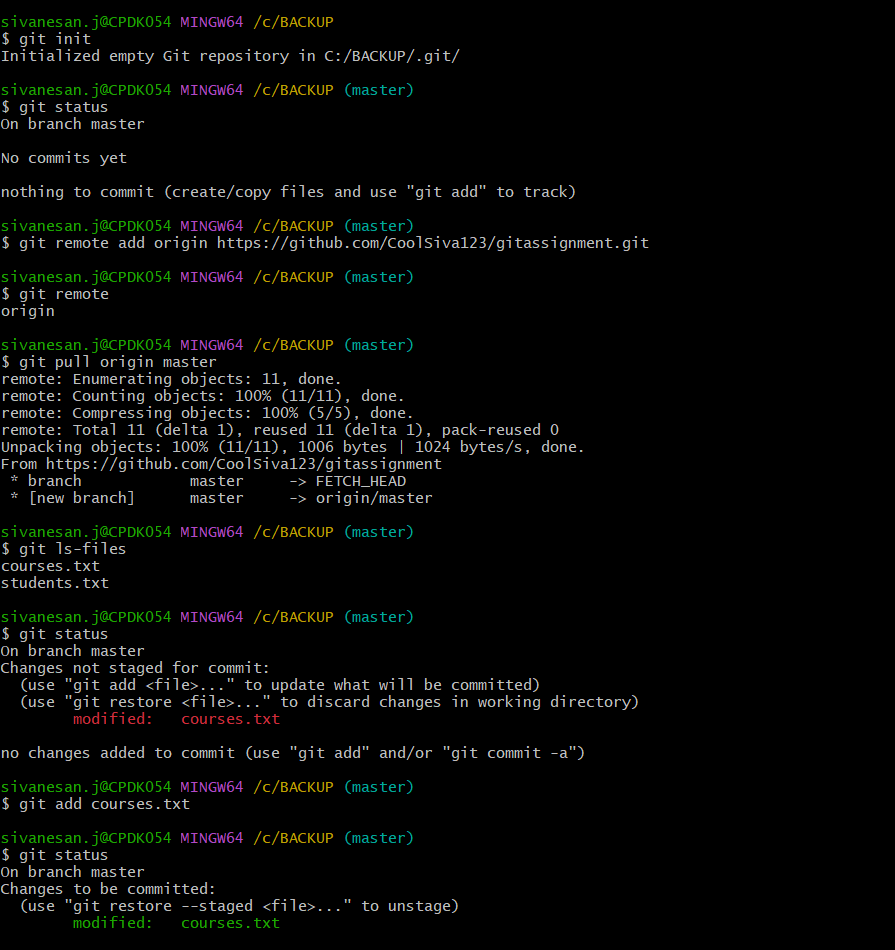 sivanesan.j@CPDK054 MINGW64 /c/BACKUP
$ git init
Initialized empty Git repository in C:/BACKUP/.git/
sivanesan.j@CPDK054 MINGW64 /c/BACKUP (master)
$ git status
On branch master
No commits yet
nothing to commit (create/copy files and use "git add" to track)
sivanesan.j@CPDK054 MINGW64 /c/BACKUP (master)
$ git remote add origin https://github.com/CoolSiva123/gitassignment.git
sivanesan.j@CPDK054 MINGW64 /c/BACKUP (master)
$ git remote
origin
sivanesan.j@CPDK054 MINGW64 /c/BACKUP (master)
$ git pull origin master
remote: Enumerating objects: 11, done.
remote: Counting objects: 100% (11/11), done.
remote: Compressing objects: 100% (5/5), done.
remote: Total 11 (delta 1), reused 11 (delta 1), pack-reused 0
Unpacking objects: 100% (11/11), 1006 bytes | 1024 bytes/s, done.
From https://github.com/CoolSiva123/gitassignment
 * branch            master     -> FETCH_HEAD
 * [new branch]      master     -> origin/master
sivanesan.j@CPDK054 MINGW64 /c/BACKUP (master)
$ git ls-files
courses.txt
students.txt
sivanesan.j@CPDK054 MINGW64 /c/BACKUP (master)
$ git status
On branch master
Changes not staged for commit:
  (use "git add <file>..." to update what will be committed)
  (use "git restore <file>..." to discard changes in working directory)
        modified:   courses.txt
no changes added to commit (use "git add" and/or "git commit -a")
sivanesan.j@CPDK054 MINGW64 /c/BACKUP (master)
$ git add courses.txt
sivanesan.j@CPDK054 MINGW64 /c/BACKUP (master)
$ git status
On branch master
Changes to be committed:
  (use "git restore --staged <file>..." to unstage)
        modified:   courses.txt